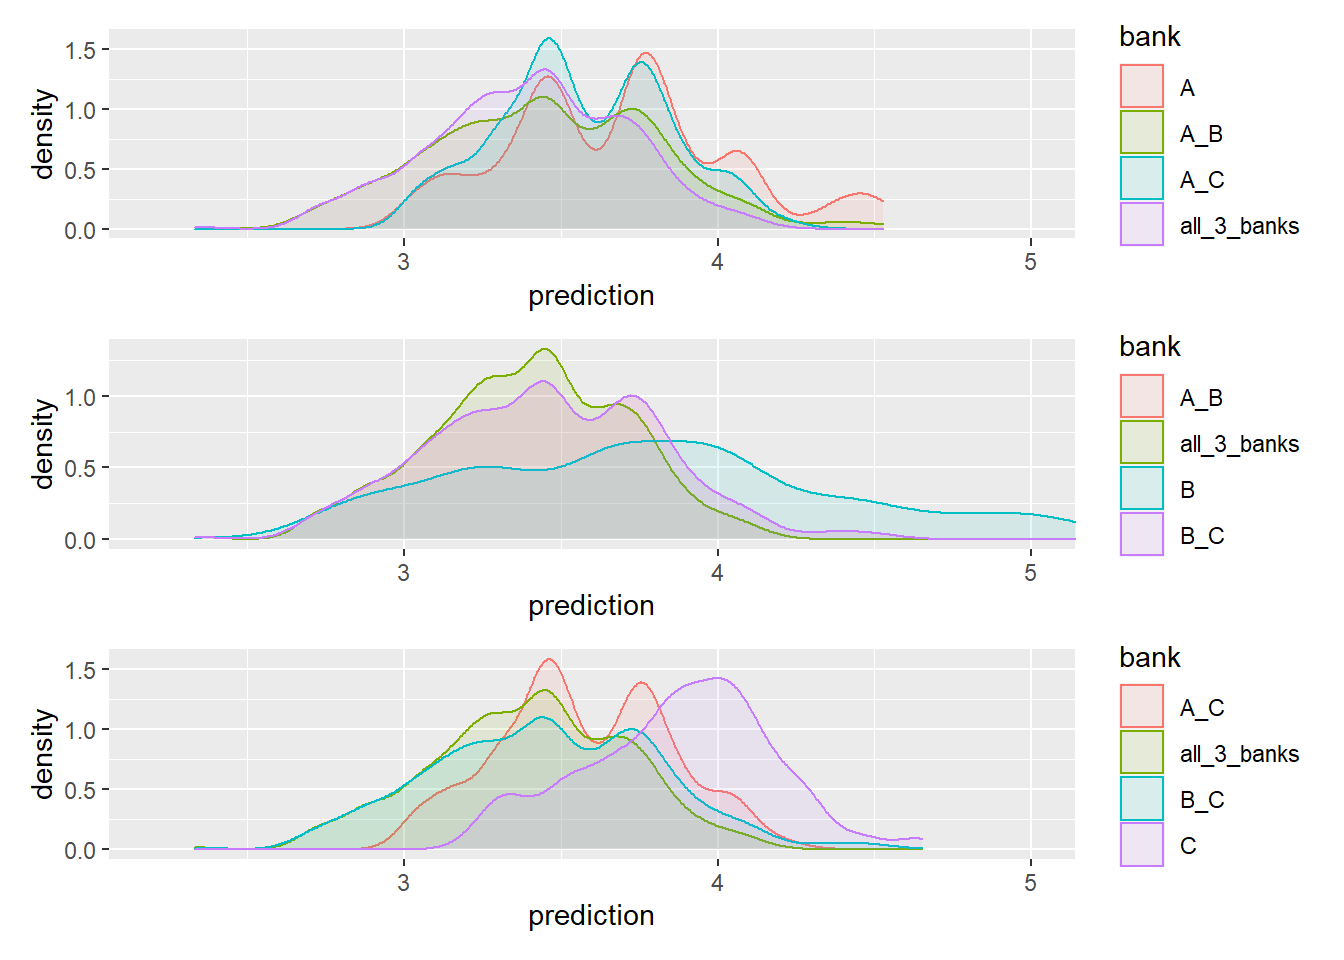 bank
A
A_B
A_C
all_3_banks
density
1.5
1.0
0.5
0.0
3 4 5
prediction
bank
A_B
all_3_banks
B
B_C
density
1.0
0.5
0.0
3 4 5
prediction
bank
A_C
all_3_banks
B_C
C
density
1.5
1.0
0.5
0.0
3 4 5
prediction